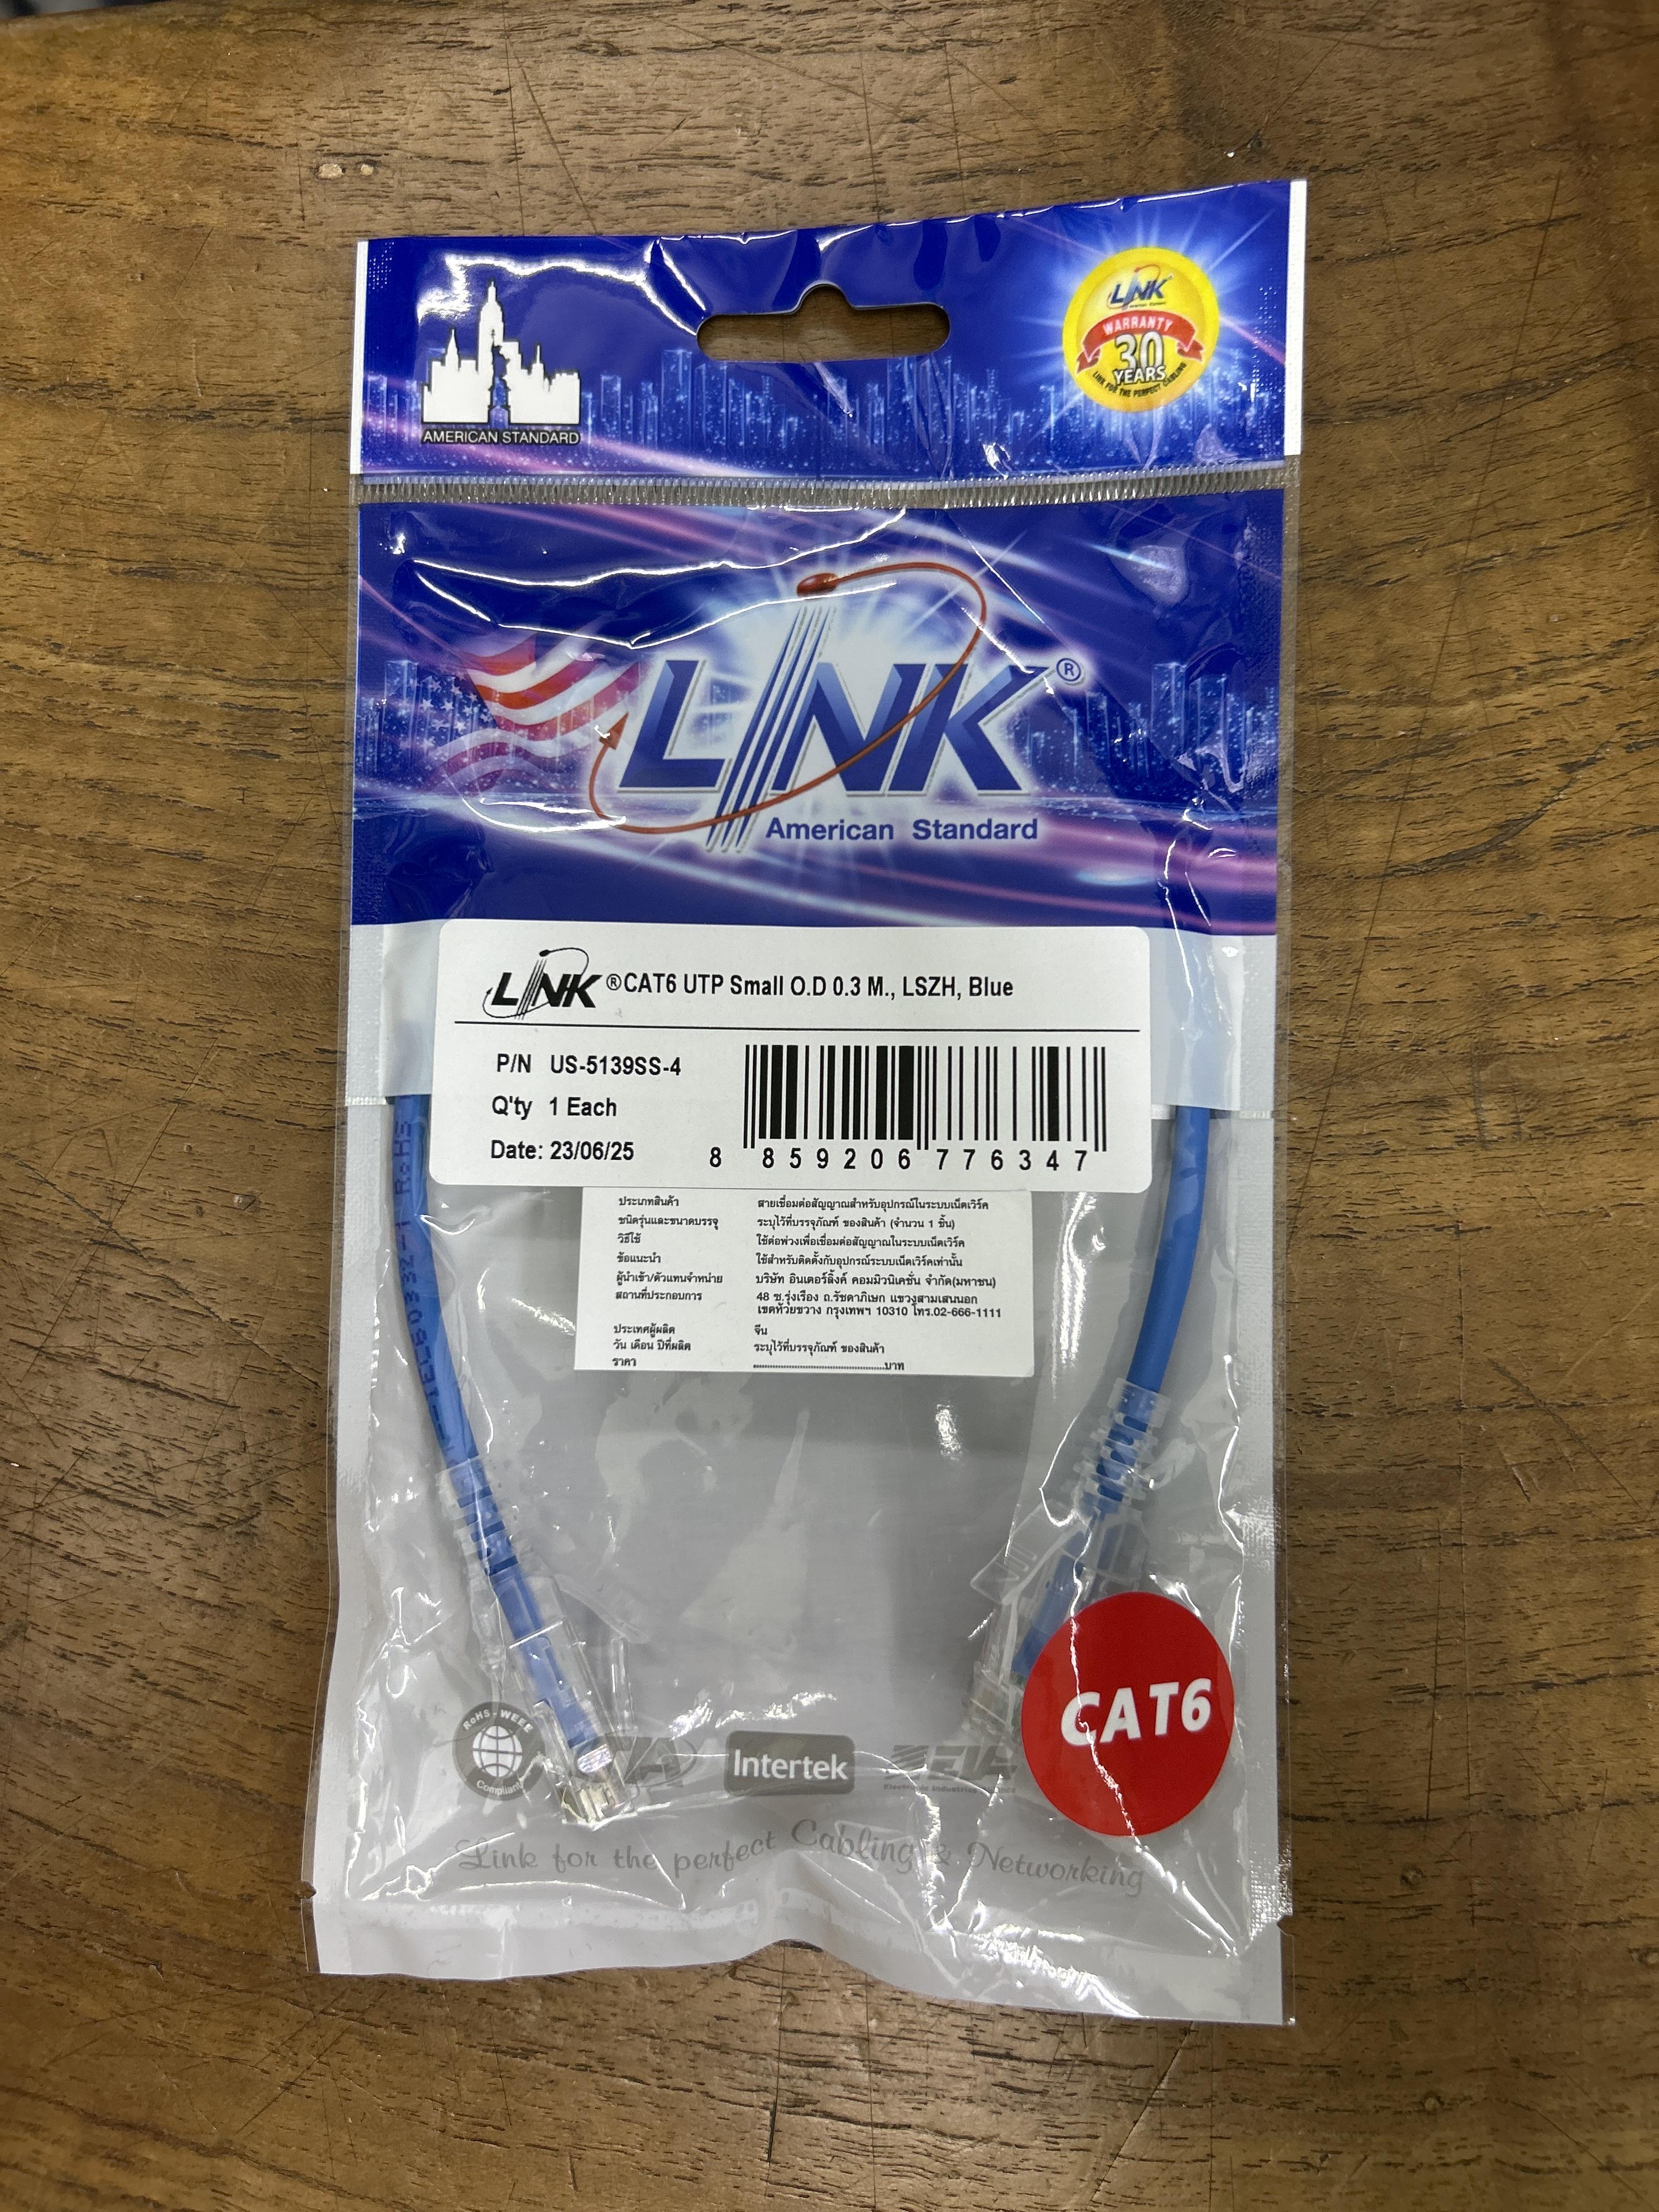 LINK
WARRANTY
30
YEARS
LINK FOR THE PERFECT CABLING
AMERICAN STANDARD
LINK®
American Standard
LINK® CAT6 UTP Small O.D 0.3 M., LSZH, Blue
P/N US-5139SS-4
Q'ty 1 Each
Date: 23/06/25
8 859206 776347
ประเภทสินค้า สายเชื่อมต่อสัญญาณสำหรับอุปกรณ์ในระบบเน็ตเวิร์ค
ชนิดรุ่นและขนาดบรรจุ ระบุไว้ที่บรรจุภัณฑ์ ของสินค้า (จำนวน 1 ชิ้น)
วิธีใช้ ใช้ต่อพ่วงเพื่อเชื่อมต่อสัญญาณในระบบเน็ตเวิร์ค
ข้อแนะนำ ใช้สำหรับติดตั้งกับอุปกรณ์ระบบเน็ตเวิร์คเท่านั้น
ผู้นำเข้า/ตัวแทนจำหน่าย บริษัท อินเตอร์ลิ้งค์ คอมมิวนิเคชั่น จำกัด(มหาชน)
สถานที่ประกอบการ 48 ซ.รุ่งเรือง ถ.รัชดาภิเษก แขวงสามเสนนอก
เขตห้วยขวาง กรุงเทพฯ 10310 โทร.02-666-1111
ประเทศผู้ผลิต จีน
วัน เดือน ปีที่ผลิต ระบุไว้ที่บรรจุภัณฑ์ ของสินค้า
ราคา ........................................บาท
CAT6
RoHS - WEEE
Compliant
Intertek
EIA
Link for the perfect Cabling & Networking